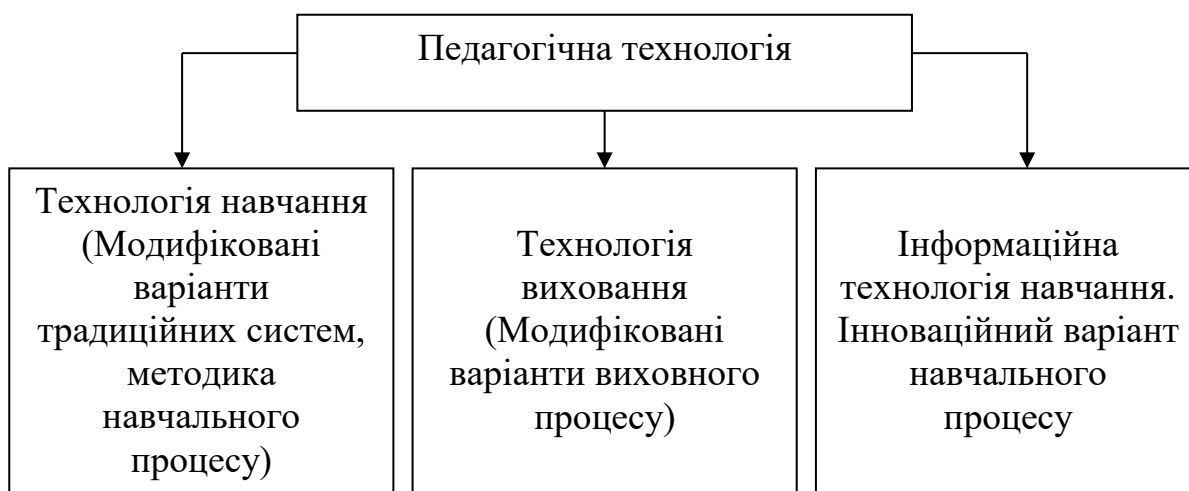 Педагогічна технологія
Технологія навчання
(Модифіковані
варіанти
традиційних систем,
методика
навчального
процесу)
Технологія
виховання
(Модифіковані
варіанти виховного
процесу)
Інформаційна
технологія навчання.
Інноваційний варіант
навчального
процесу